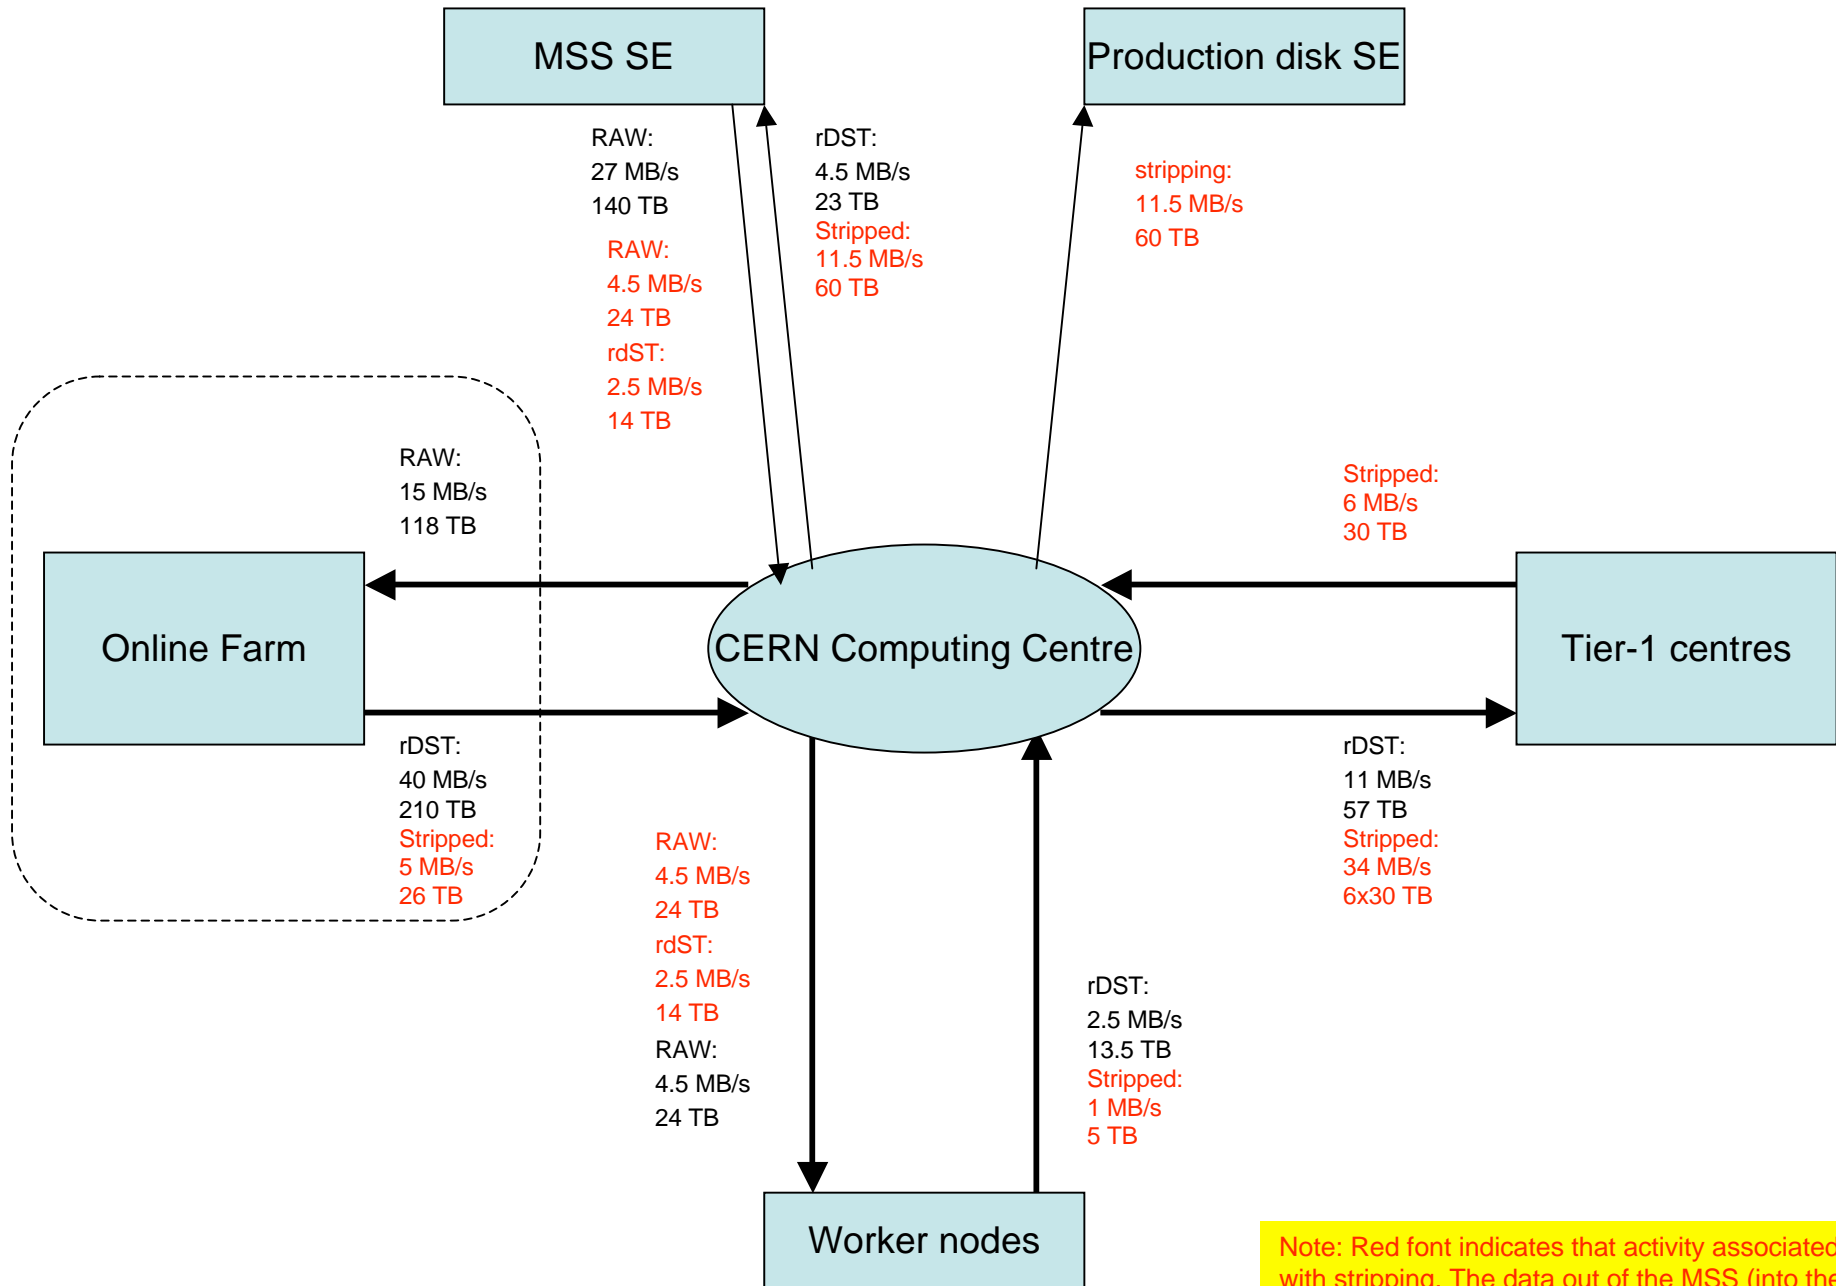 MSS SE
Production disk SE
RAW:
27 MB/s
140 TB
RAW:
4.5 MB/s
24 TB
rdST:
2.5 MB/s
14 TB
rDST:
4.5 MB/s
23 TB
Stripped:
11.5 MB/s
60 TB
stripping:
11.5 MB/s
60 TB
RAW:
15 MB/s
118 TB
Stripped:
6 MB/s
30 TB
Online Farm
CERN Computing Centre
Tier-1 centres
rDST:
40 MB/s
210 TB
Stripped:
5 MB/s
26 TB
rDST:
11 MB/s
57 TB
Stripped:
34 MB/s
6x30 TB
RAW:
4.5 MB/s
24 TB
rdST:
2.5 MB/s
14 TB
RAW:
4.5 MB/s
24 TB
rDST:
2.5 MB/s
13.5 TB
Stripped:
1 MB/s
5 TB
Worker nodes
Note: Red font indicates that activity associated
with stripping. The data out of the MSS (into the